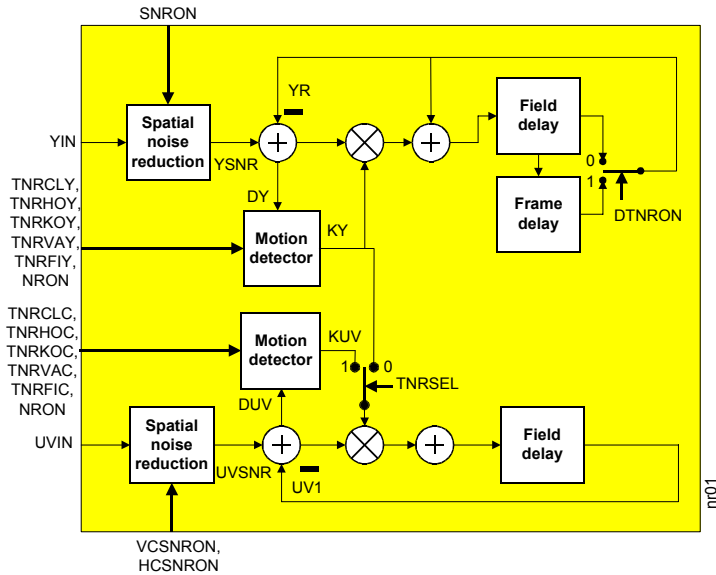 SNRON
YR
YIN
Spatial
noise
reduction
YSNR
Field
delay
0
1
Frame
delay
DTNRON
TNRCLY,
TNRHOY,
TNRKOY,
TNRVAY,
TNRFIY,
NRON
DY
Motion
detector
KY
TNRCLC,
TNRHOC,
TNRKOC,
TNRVAC,
TNRFIC,
NRON
Motion
detector
KUV
1
0
TNRSEL
DUV
UVIN
Spatial
noise
reduction
UVSNR
UV1
Field
delay
VCSNRON,
HCSNRON
nr01